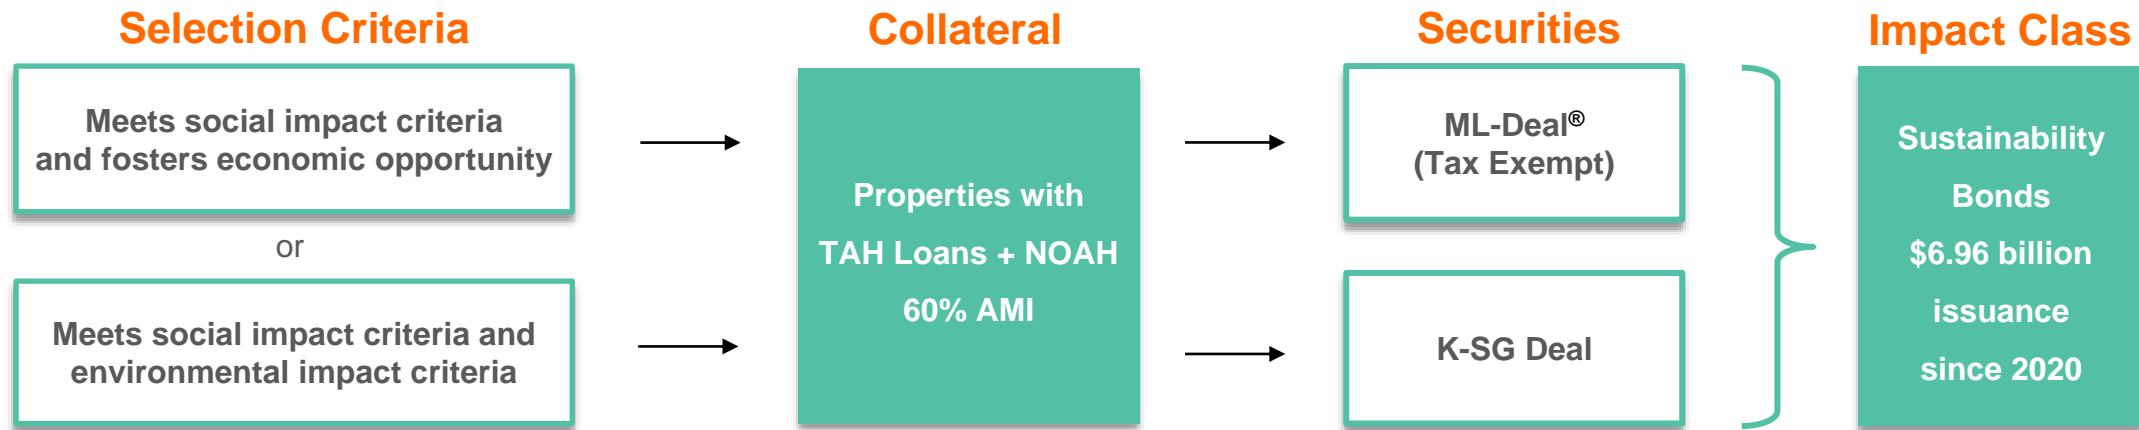 Selection Criteria
Meets social impact criteria
and fosters economic opportunity
or
Meets social impact criteria and
environmental impact criteria
Collateral
Properties with
TAH Loans + NOAH
60% AMI
Securities
ML-Deal®
(Tax Exempt)
K-SG Deal
Impact Class
Sustainability
Bonds
$6.96 billion
issuance
since 2020